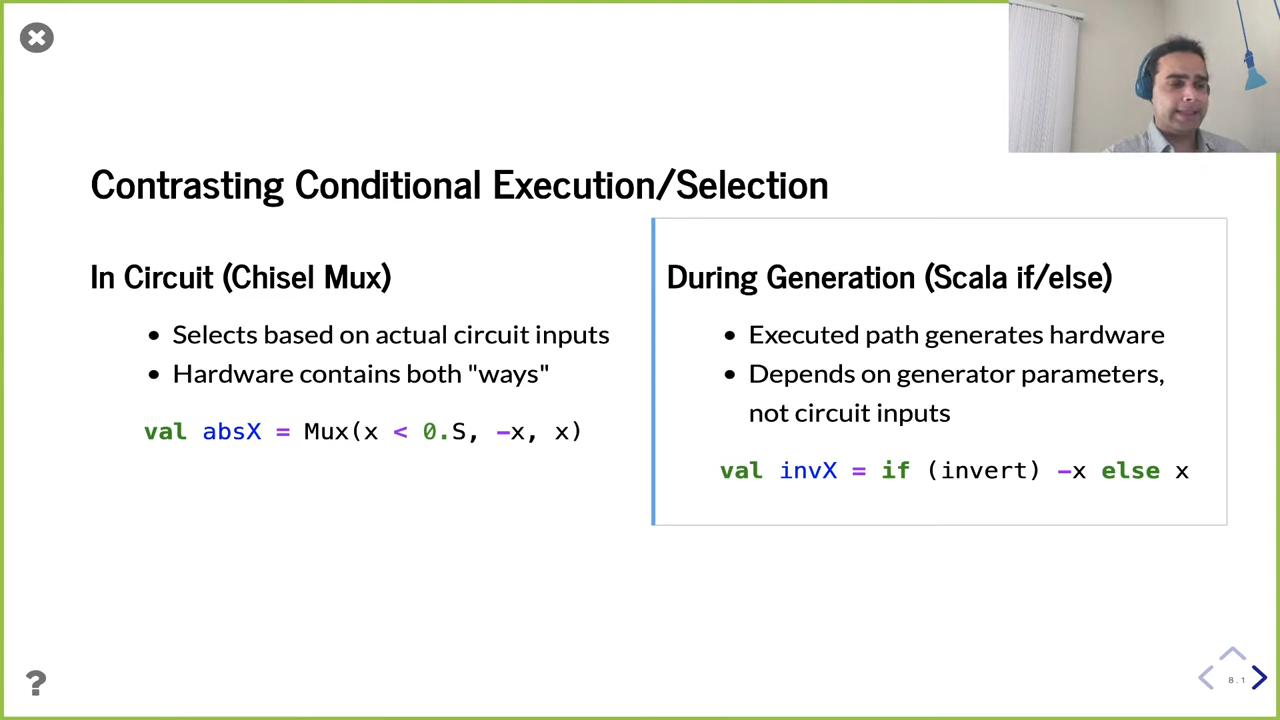 Contrasting Conditional Execution/Selection
In Circuit (Chisel Mux)
• Selects based on actual circuit inputs
• Hardware contains both "ways"
val absX = Mux(x < 0.S, -x, x)
During Generation (Scala if/else)
• Executed path generates hardware
• Depends on generator parameters,
not circuit inputs
val invX = if (invert) -x else x
?
8.1